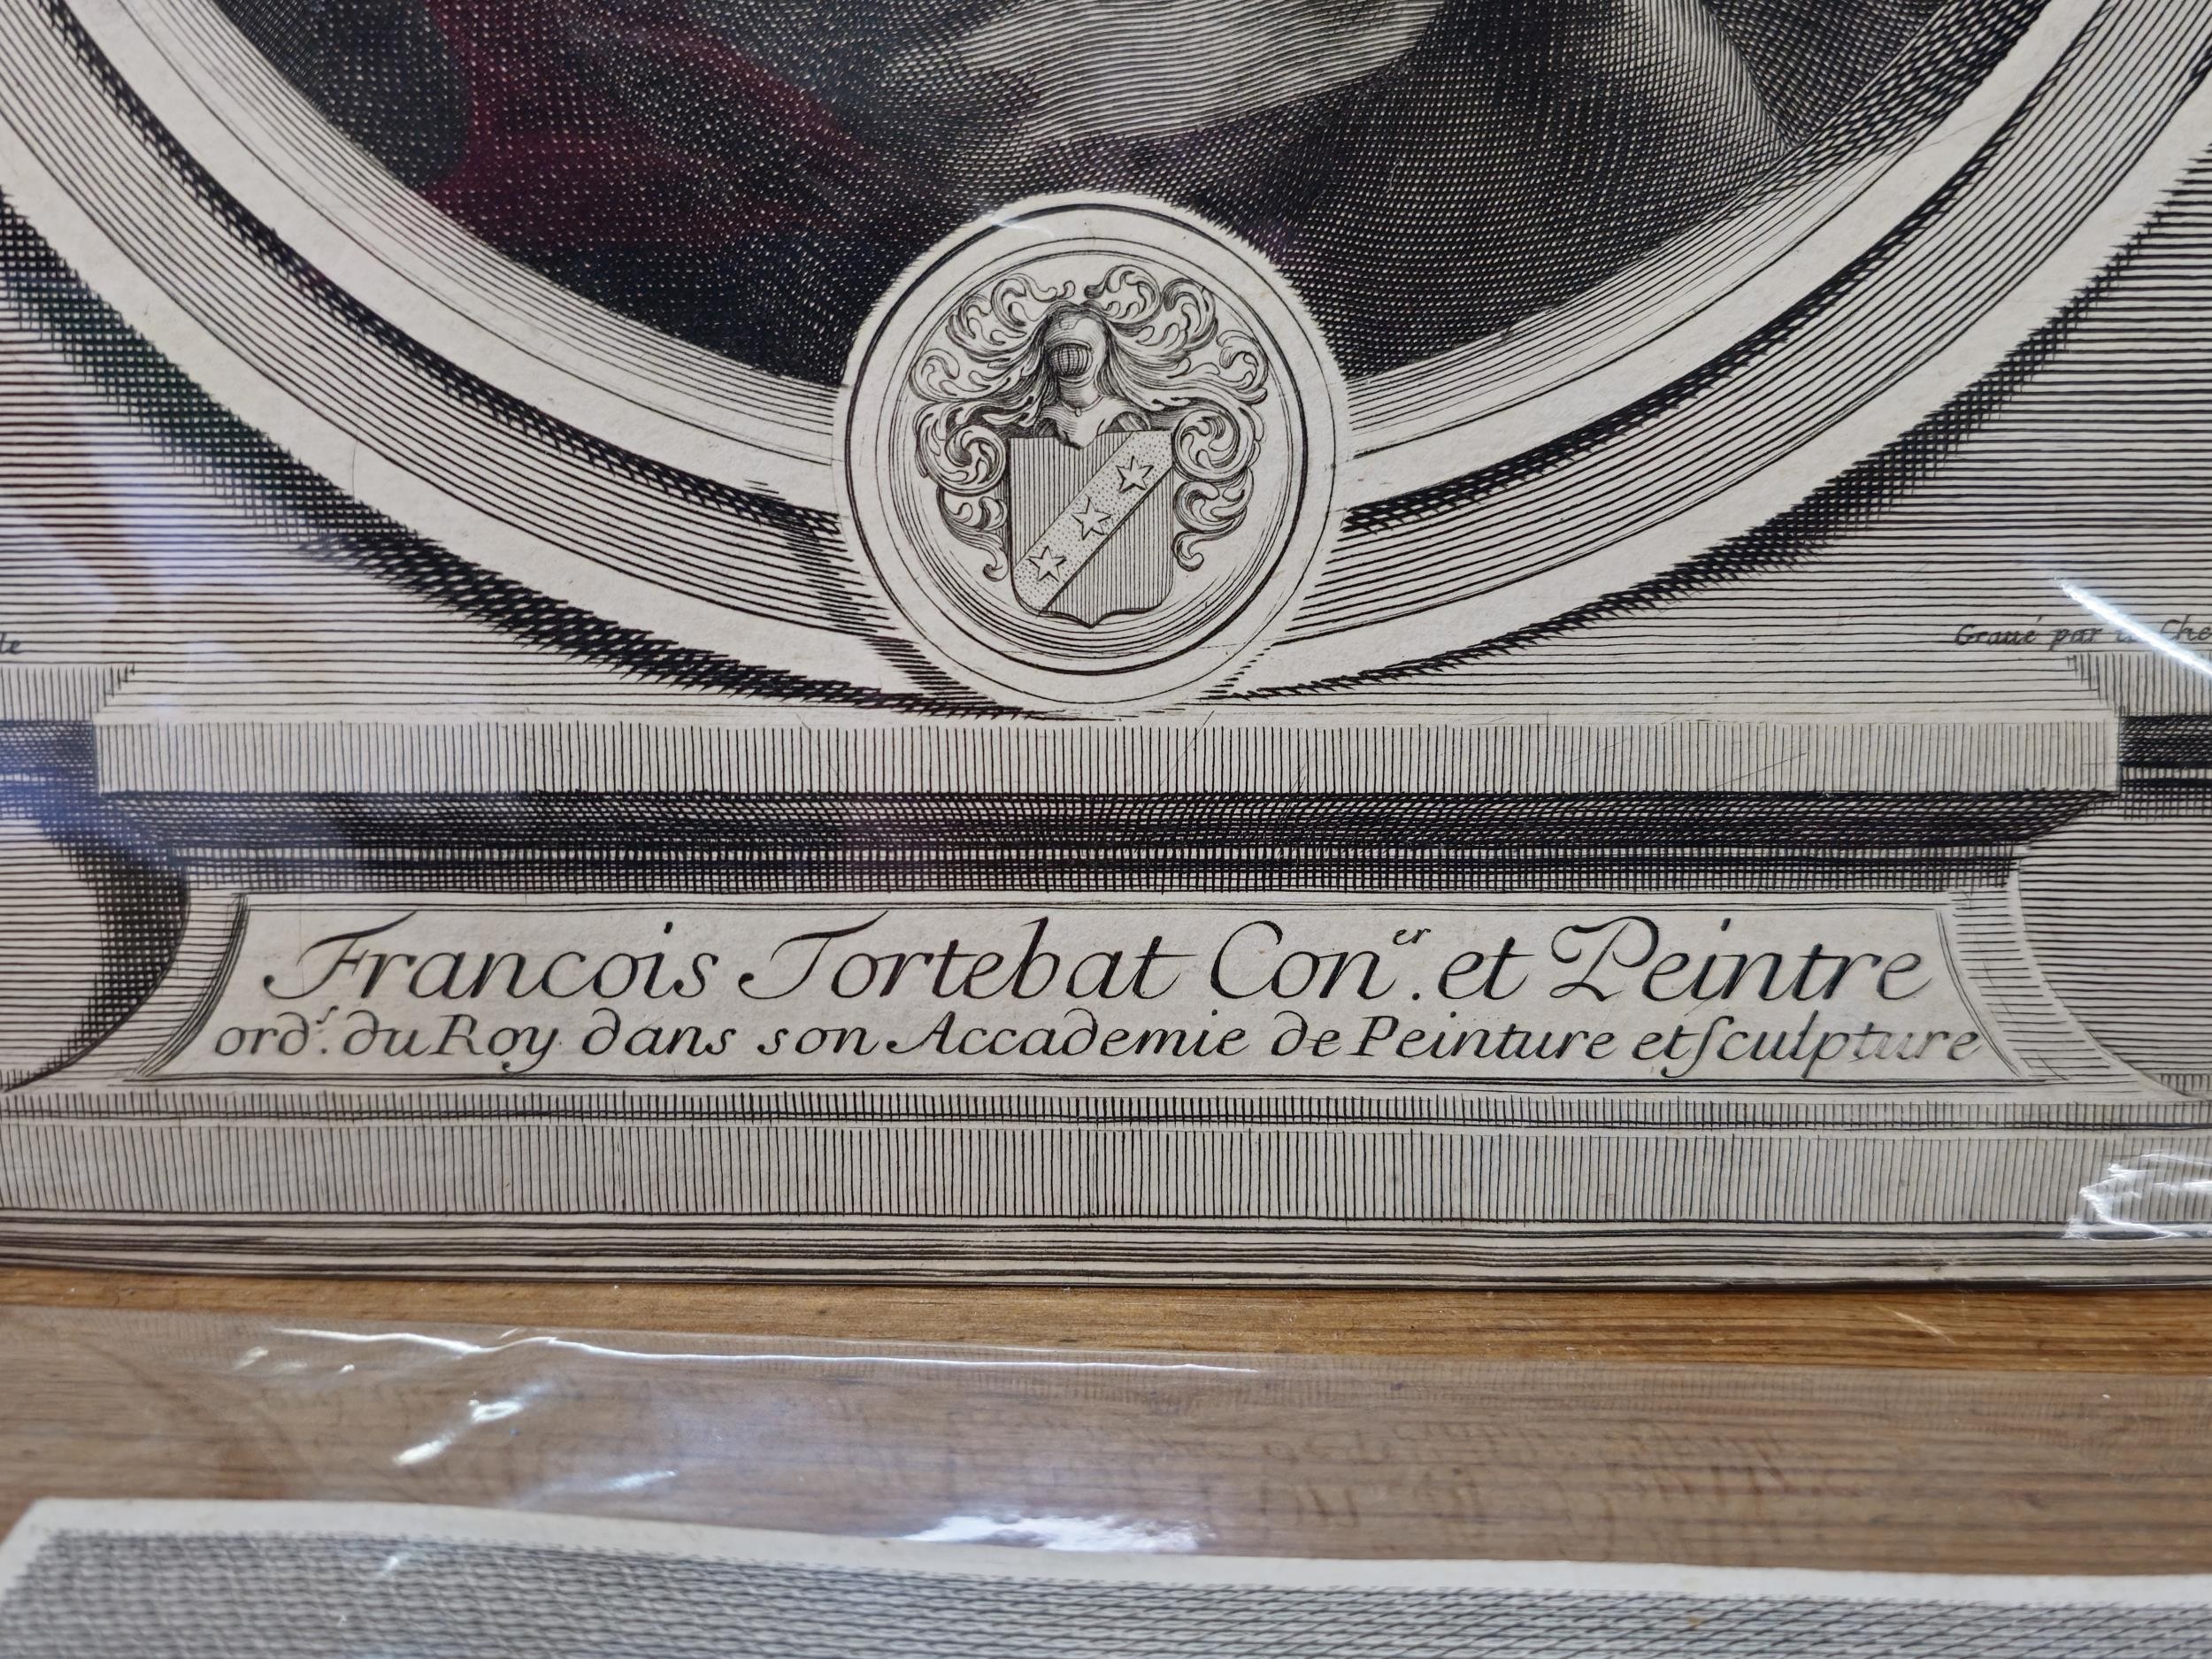 Graué par
Francois Tortebat Con.er et Peintre
ord.r du Roy dans son Accademie de Peinture et ſculpture